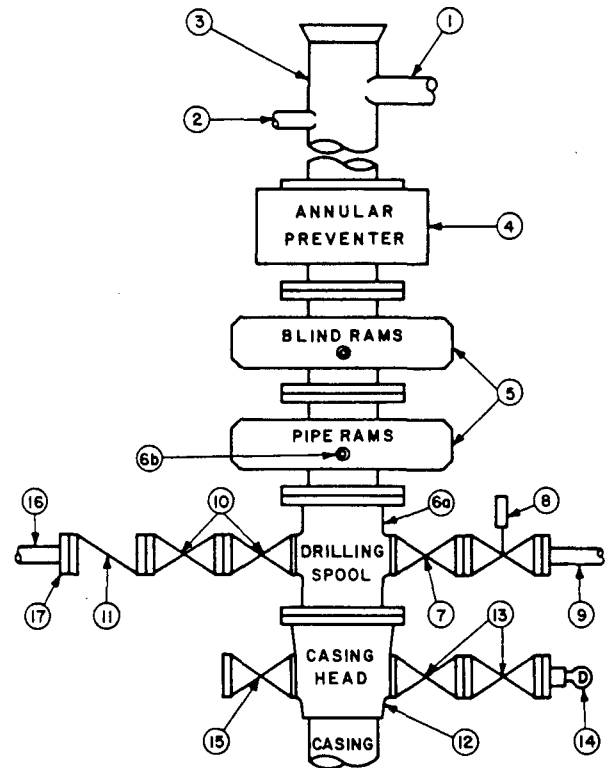 3
1
2
ANNULAR
PREVENTER
4
BLIND RAMS
5
PIPE RAMS
6b
16
10
6a
8
DRILLING
SPOOL
17
11
7
9
13
CASING
HEAD
15
12
D
14
CASING